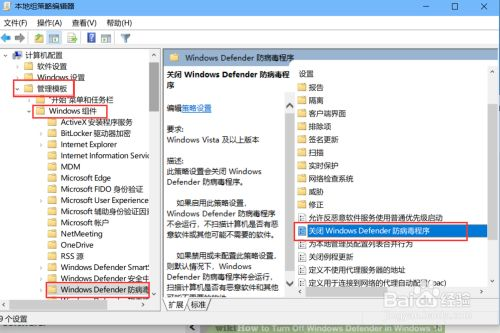 本地组策略编辑器
文件(F) 操作(A) 查看(V) 帮助(H)
计算机配置
软件设置
Windows 设置
管理模板
"开始"菜单和任务栏
Windows 组件
ActiveX 安装程序服务
BitLocker 驱动器加密
Internet Explorer
Internet Information Serv
MDM
Microsoft Edge
Microsoft FIDO 身份验证
Microsoft User Experience
Microsoft 辅助身份验证因
Microsoft 帐户
NetMeeting
OneDrive
RSS 源
Windows Defender SmartS
Windows Defender 安全中
Windows Defender 防病毒
9 个设置
Windows Defender 防病毒程序
关闭 Windows Defender 防病毒程序
编辑策略设置
要求:
Windows Vista 及以上版本
描述:
此策略设置会关闭 Windows Defender 防病毒程序。
如果启用此策略设置，
Windows Defender 防病毒程序不会运行，不扫描计算机是否有恶意软件或其他可能不需要的软件。
如果禁用或未配置此策略设置，则默认情况下，Windows Defender 防病毒程序将会运行，扫描计算机是否有恶意软件和其他
扩展 标准
设置
报告
隔离
客户端界面
排除项
签名更新
扫描
实时保护
网络检查系统
威胁
修正
允许反恶意软件服务使用普通优先级启动
关闭 Windows Defender 防病毒程序
为本地管理员配置列表合并行为
关闭例程更新
定义不使用代理服务器的地址
定义用于连接到网络的代理自动配置(.pac)
Baidu 经验
wiki How to Turn Off Windows Defender in Windows 10